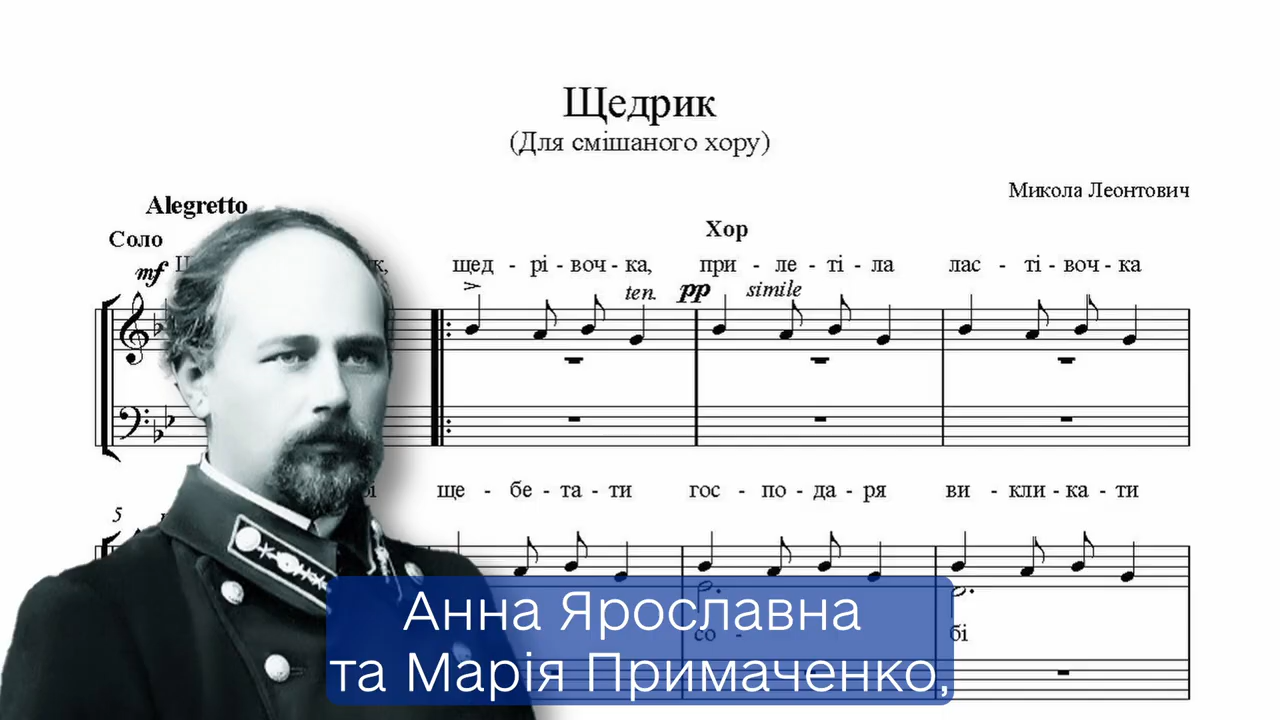 Щедрик
(Для смішаного хору)
Микола Леонтович
Alegretto
Соло
Хор
mf
щед - рі - воч - ка, при - ле - ті - ла лас - ті - воч - ка
ten. pp simile
ще - бе - та - ти гос - по - да - ря ви - кли - ка - ти
5
со - бі
Анна Ярославна
та Марія Примаченко,